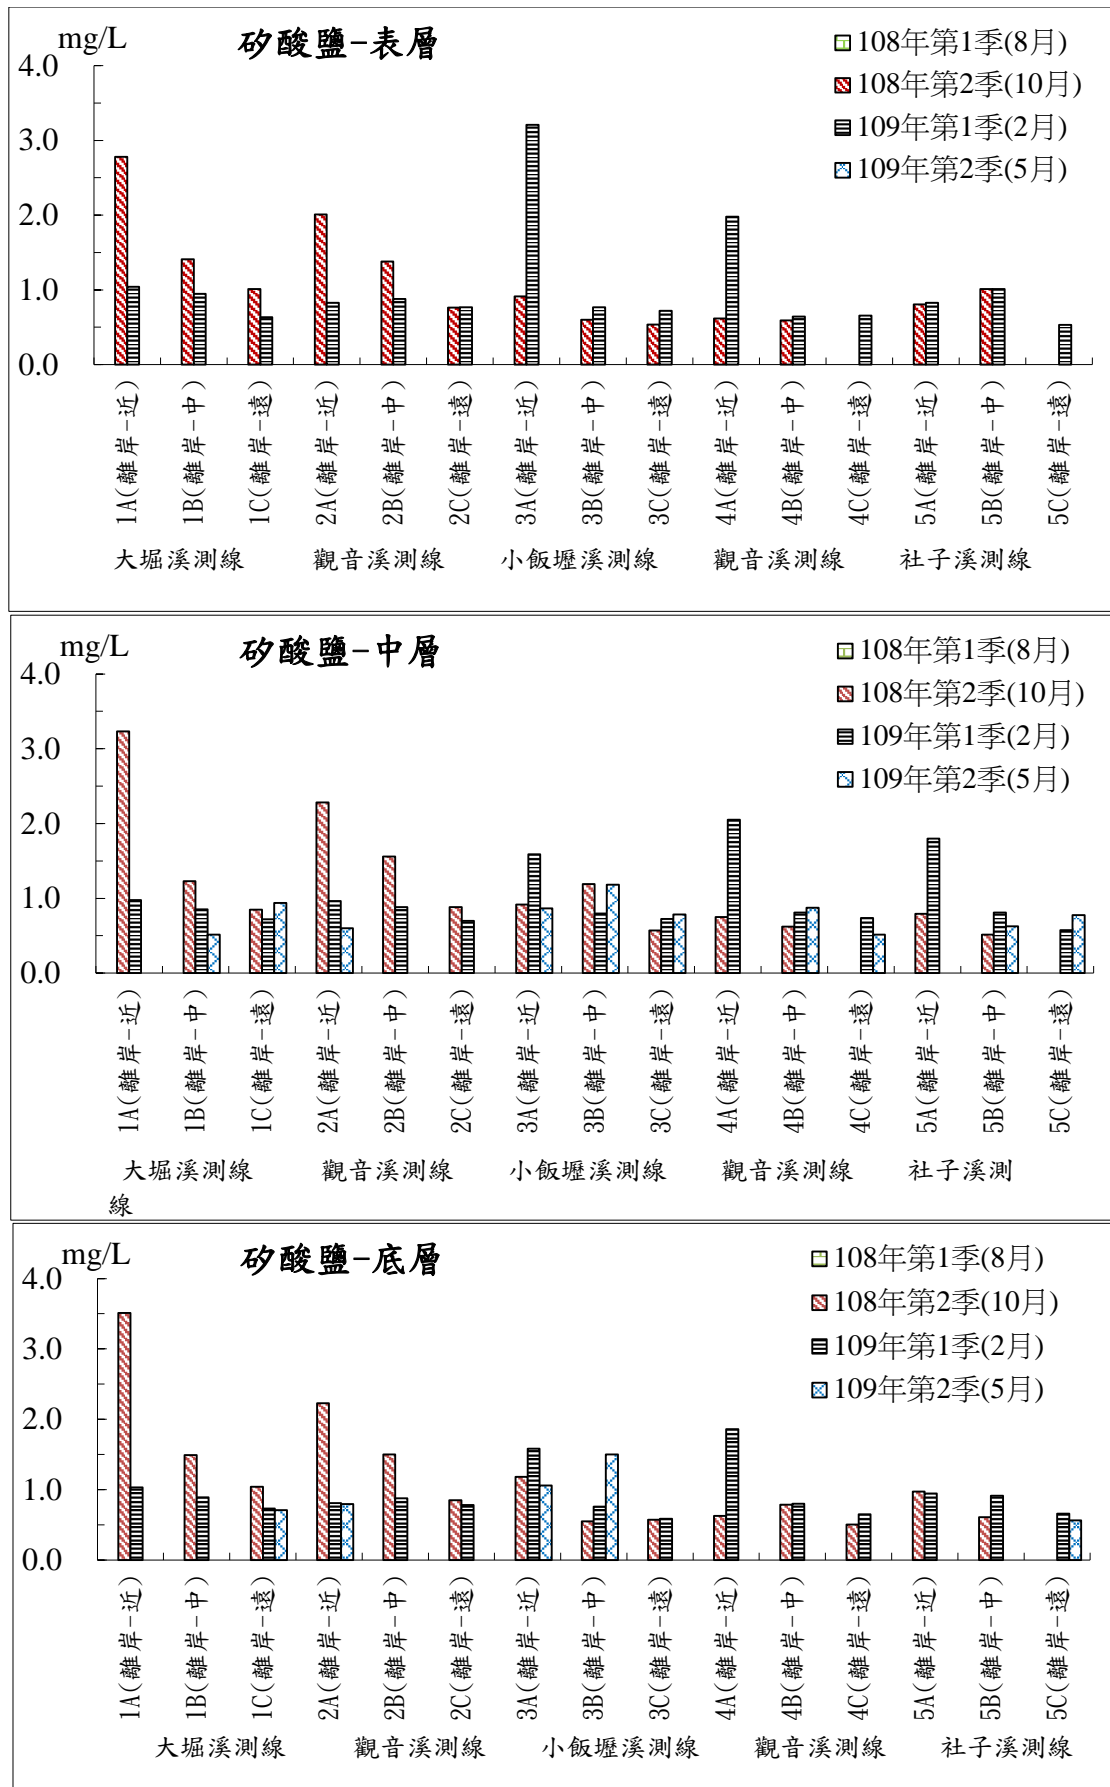 mg/L
矽酸鹽-表層
108年第1季(8月)
108年第2季(10月)
109年第1季(2月)
109年第2季(5月)
4.0
3.0
2.0
1.0
0.0
1A(離岸-近)
1B(離岸-中)
1C(離岸-遠)
2A(離岸-近)
2B(離岸-中)
2C(離岸-遠)
3A(離岸-近)
3B(離岸-中)
3C(離岸-遠)
4A(離岸-近)
4B(離岸-中)
4C(離岸-遠)
5A(離岸-近)
5B(離岸-中)
5C(離岸-遠)
大堀溪測線 觀音溪測線 小飯壢溪測線 觀音溪測線 社子溪測線
mg/L
矽酸鹽-中層
108年第1季(8月)
108年第2季(10月)
109年第1季(2月)
109年第2季(5月)
4.0
3.0
2.0
1.0
0.0
1A(離岸-近)
1B(離岸-中)
1C(離岸-遠)
2A(離岸-近)
2B(離岸-中)
2C(離岸-遠)
3A(離岸-近)
3B(離岸-中)
3C(離岸-遠)
4A(離岸-近)
4B(離岸-中)
4C(離岸-遠)
5A(離岸-近)
5B(離岸-中)
5C(離岸-遠)
大堀溪測線 觀音溪測線 小飯壢溪測線 觀音溪測線 社子溪測
線
mg/L
矽酸鹽-底層
108年第1季(8月)
108年第2季(10月)
109年第1季(2月)
109年第2季(5月)
4.0
3.0
2.0
1.0
0.0
1A(離岸-近)
1B(離岸-中)
1C(離岸-遠)
2A(離岸-近)
2B(離岸-中)
2C(離岸-遠)
3A(離岸-近)
3B(離岸-中)
3C(離岸-遠)
4A(離岸-近)
4B(離岸-中)
4C(離岸-遠)
5A(離岸-近)
5B(離岸-中)
5C(離岸-遠)
大堀溪測線 觀音溪測線 小飯壢溪測線 觀音溪測線 社子溪測線